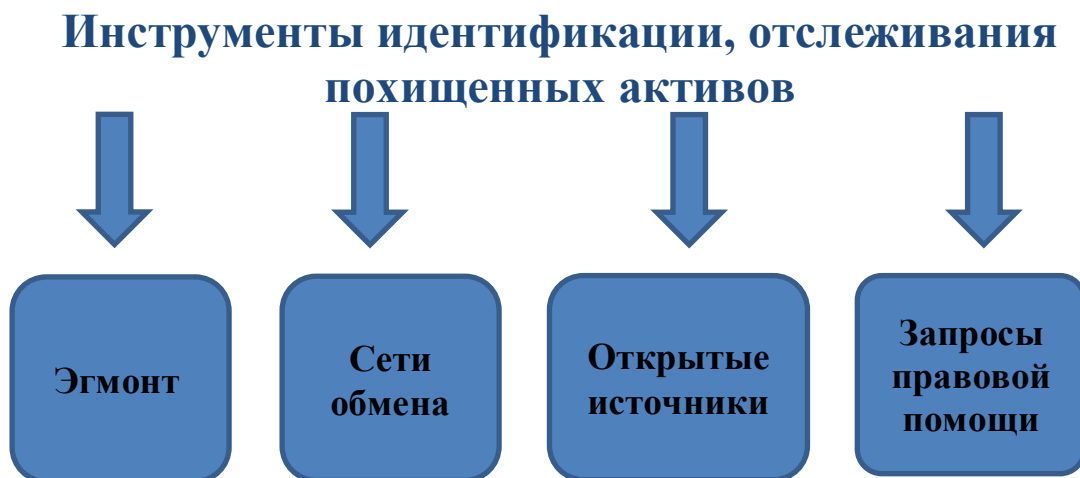 Инструменты идентификации, отслеживания
похищенных активов
Эгмонт
Сети
обмена
Открытые
источники
Запросы
правовой
помощи